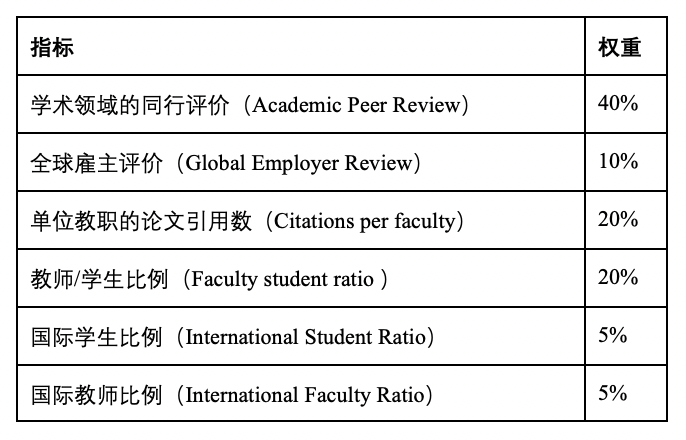 指标 权重
学术领域的同行评价（Academic Peer Review） 40%
全球雇主评价（Global Employer Review） 10%
单位教职的论文引用数（Citations per faculty） 20%
教师/学生比例（Faculty student ratio ） 20%
国际学生比例（International Student Ratio） 5%
国际教师比例（International Faculty Ratio） 5%